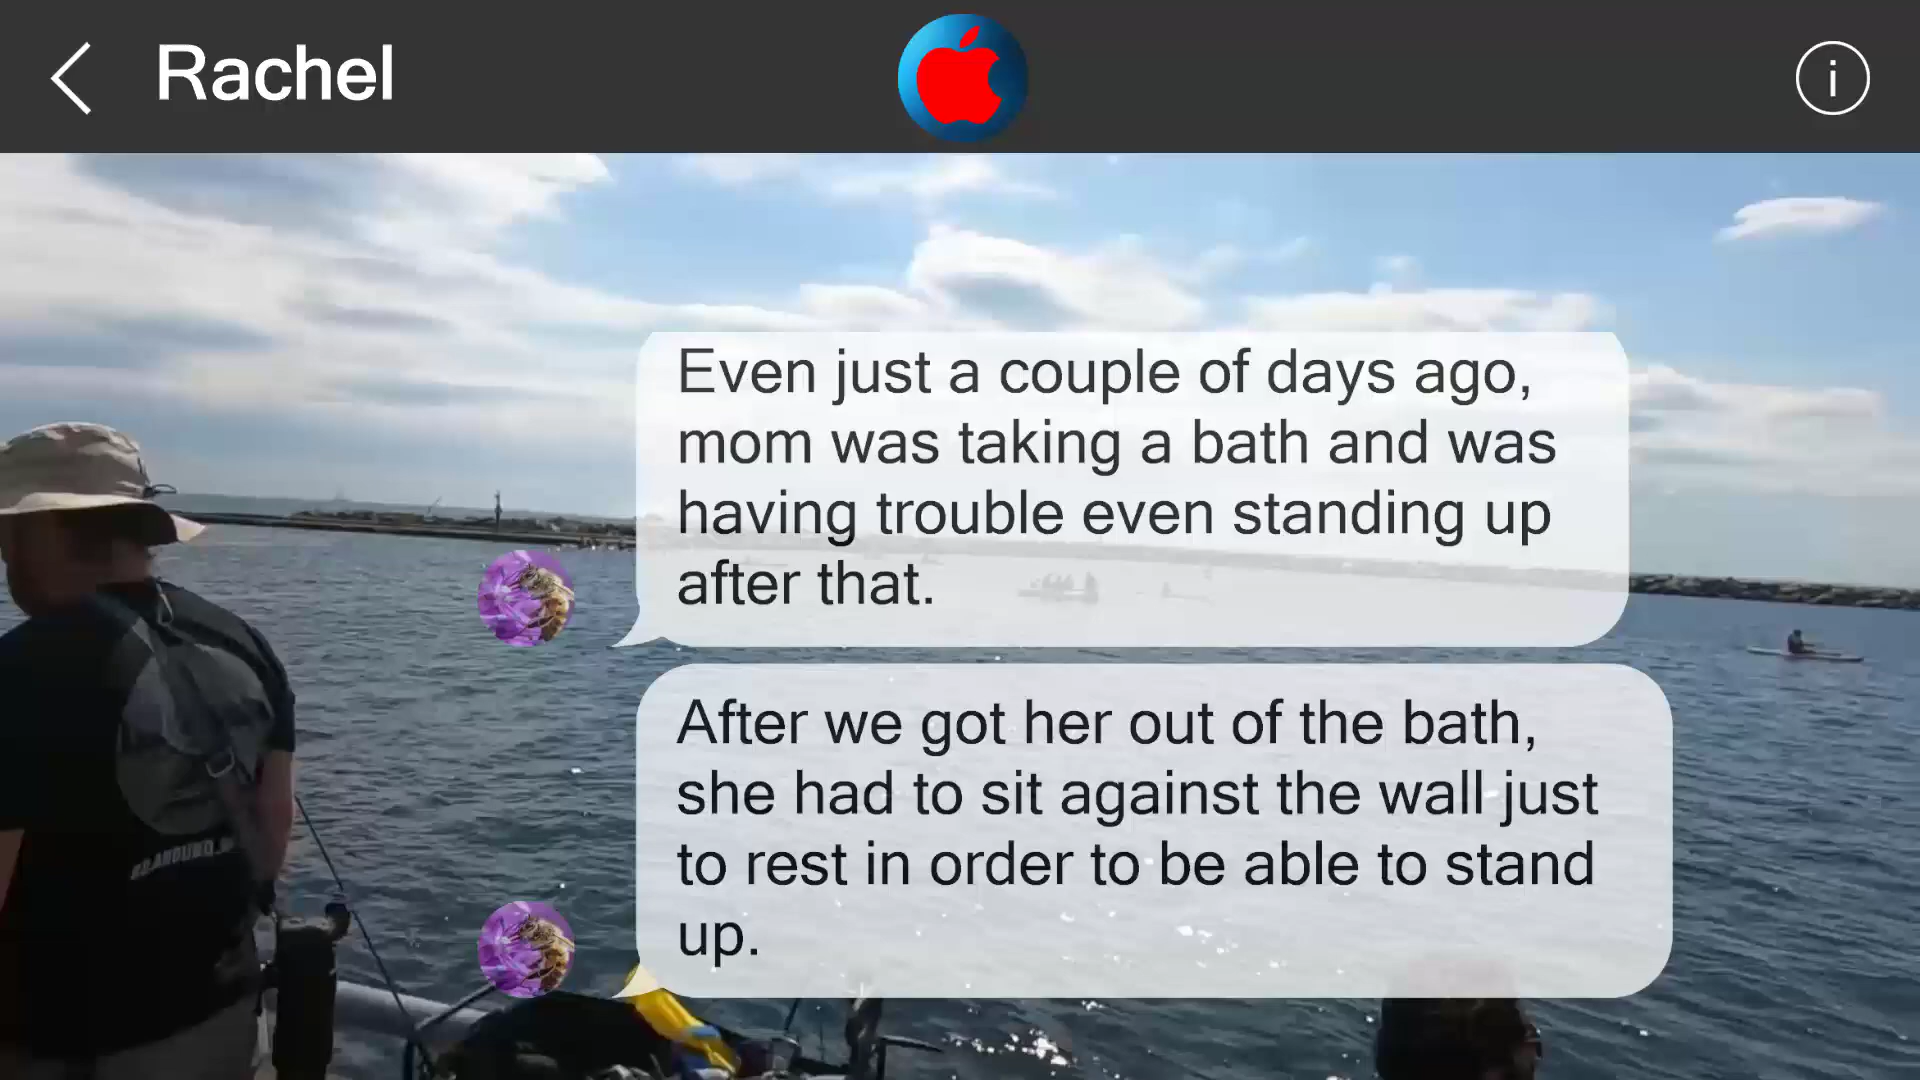 Rachel
i
Even just a couple of days ago,
mom was taking a bath and was
having trouble even standing up
after that.
After we got her out of the bath,
she had to sit against the wall just
to rest in order to be able to stand
up.